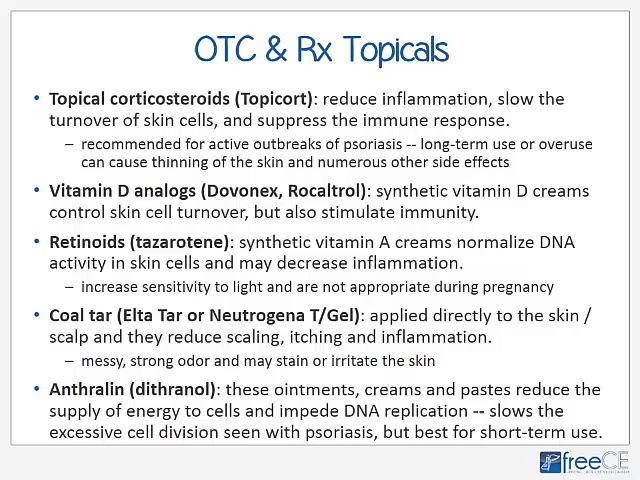 OTC & Rx Topicals
• Topical corticosteroids (Topicort): reduce inflammation, slow the
turnover of skin cells, and suppress the immune response.
– recommended for active outbreaks of psoriasis -- long-term use or overuse
can cause thinning of the skin and numerous other side effects
• Vitamin D analogs (Dovonex, Rocaltrol): synthetic vitamin D creams
control skin cell turnover, but also stimulate immunity.
• Retinoids (tazarotene): synthetic vitamin A creams normalize DNA
activity in skin cells and may decrease inflammation.
– increase sensitivity to light and are not appropriate during pregnancy
• Coal tar (Elta Tar or Neutrogena T/Gel): applied directly to the skin /
scalp and they reduce scaling, itching and inflammation.
– messy, strong odor and may stain or irritate the skin
• Anthralin (dithranol): these ointments, creams and pastes reduce the
supply of energy to cells and impede DNA replication -- slows the
excessive cell division seen with psoriasis, but best for short-term use.
freeCE